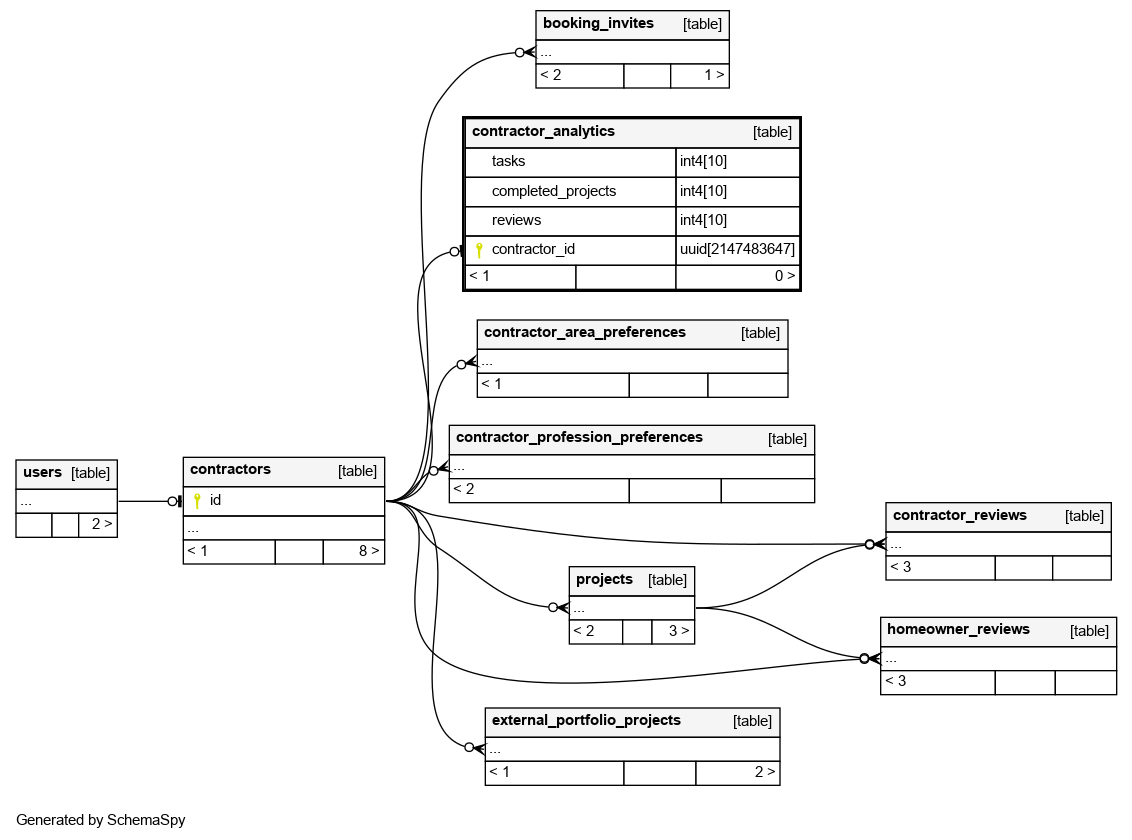 booking_invites [table]
...
< 2 1 >
contractor_analytics [table]
tasks int4[10]
completed_projects int4[10]
reviews int4[10]
contractor_id uuid[2147483647]
< 1 0 >
contractor_area_preferences [table]
...
< 1
contractor_profession_preferences [table]
...
< 2
users [table]
...
2 >
contractors [table]
id
...
< 1 8 >
contractor_reviews [table]
...
< 3
projects [table]
...
< 2 3 >
homeowner_reviews [table]
...
< 3
external_portfolio_projects [table]
...
< 1 2 >
Generated by SchemaSpy